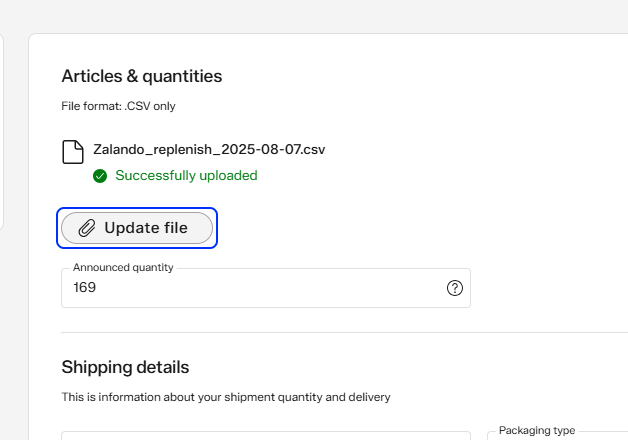 Articles & quantities
File format: .CSV only
Zalando_replenish_2025-08-07.csv
Successfully uploaded
Update file
Announced quantity
169
Shipping details
This is information about your shipment quantity and delivery
Packaging type